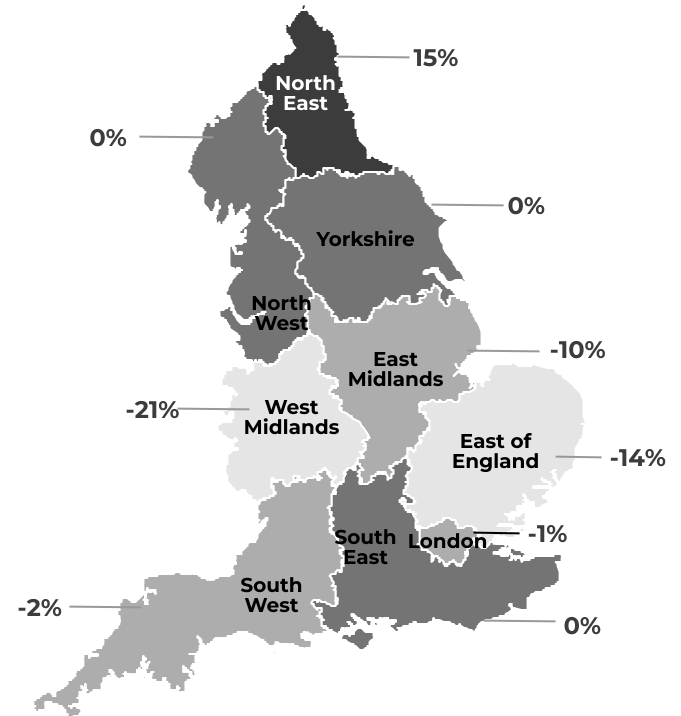 15%
North
East
0%
0%
Yorkshire
North
West
-10%
East
Midlands
-21%
West
Midlands
East of
England
-14%
South
East
London
-1%
South
West
-2%
0%